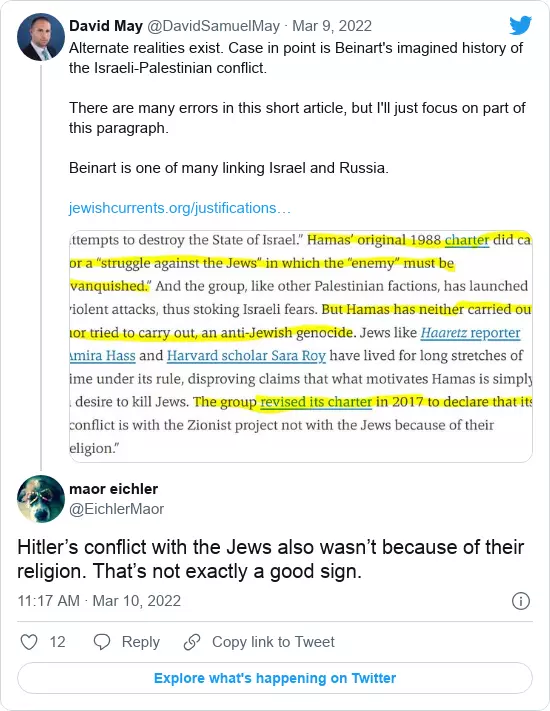 David May @DavidSamuelMay · Mar 9, 2022
Alternate realities exist. Case in point is Beinart's imagined history of
the Israeli-Palestinian conflict.
There are many errors in this short article, but I'll just focus on part of
this paragraph.
Beinart is one of many linking Israel and Russia.
jewishcurrents.org/justifications…
ttempts to destroy the State of Israel." Hamas' original 1988 charter did ca
or a "struggle against the Jews" in which the "enemy" must be
vanquished." And the group, like other Palestinian factions, has launched
violent attacks, thus stoking Israeli fears. But Hamas has neither carried ou
nor tried to carry out, an anti-Jewish genocide. Jews like Haaretz reporter
Amira Hass and Harvard scholar Sara Roy have lived for long stretches of
ime under its rule, disproving claims that what motivates Hamas is simply
desire to kill Jews. The group revised its charter in 2017 to declare that its
conflict is with the Zionist project not with the Jews because of their
eligion."
maor eichler
@EichlerMaor
Hitler's conflict with the Jews also wasn't because of their
religion. That's not exactly a good sign.
11:17 AM · Mar 10, 2022
12 Reply Copy link to Tweet
Explore what's happening on Twitter